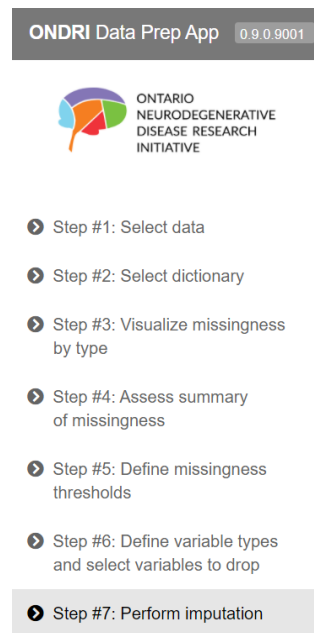 ONDRI Data Prep App 0.9.0.9001
ONTARIO
NEURODEGENERATIVE
DISEASE RESEARCH
INITIATIVE
Step #1: Select data
Step #2: Select dictionary
Step #3: Visualize missingness
by type
Step #4: Assess summary
of missingness
Step #5: Define missingness
thresholds
Step #6: Define variable types
and select variables to drop
Step #7: Perform imputation